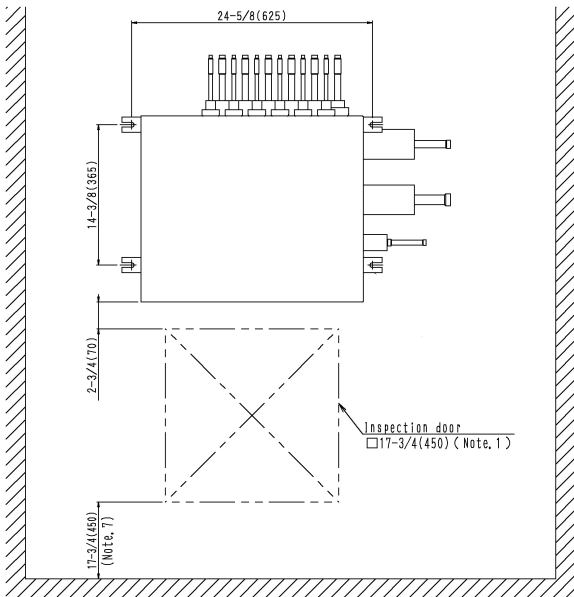 24-5/8(625)
14-3/8(365)
2-3/4(70)
Inspection door
□17-3/4(450) (Note.1)
17-3/4(450)
(Note.7)